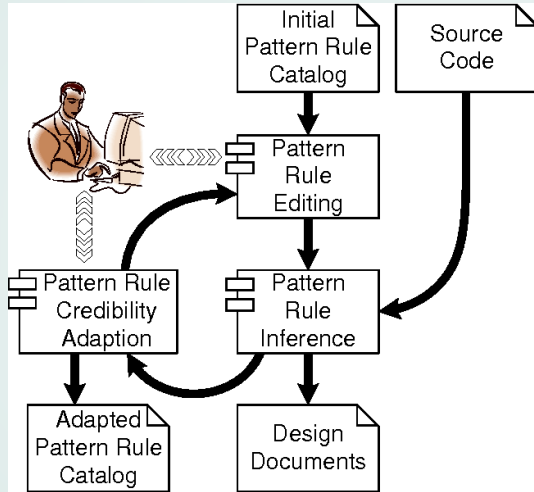 Initial
Pattern Rule
Catalog
Source
Code
Pattern
Rule
Editing
Pattern Rule
Credibility
Adaption
Pattern
Rule
Inference
Adapted
Pattern Rule
Catalog
Design
Documents